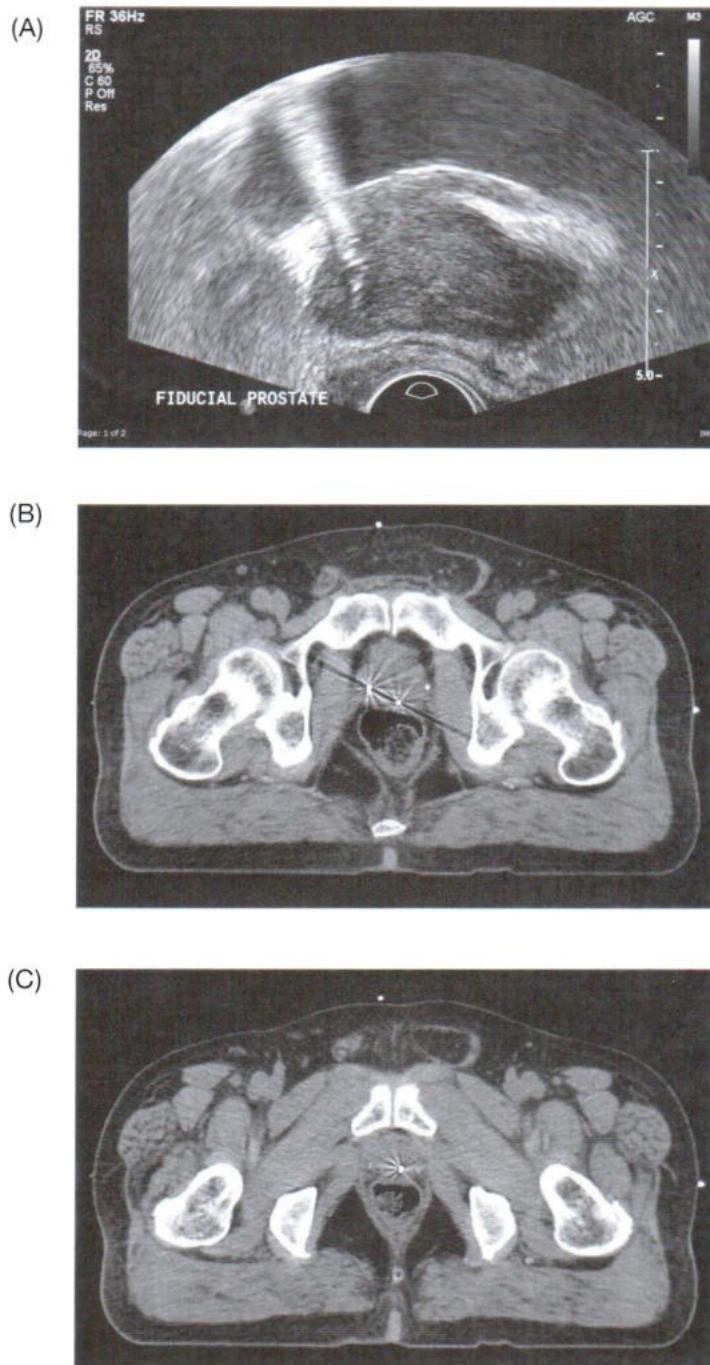 (A)
FR 36Hz
RS
2D
65%
C 60
P Off
Res
AGC
M3
X
5.0
FIDUCIAL PROSTATE
Page: 1 of 2
(B)
(C)